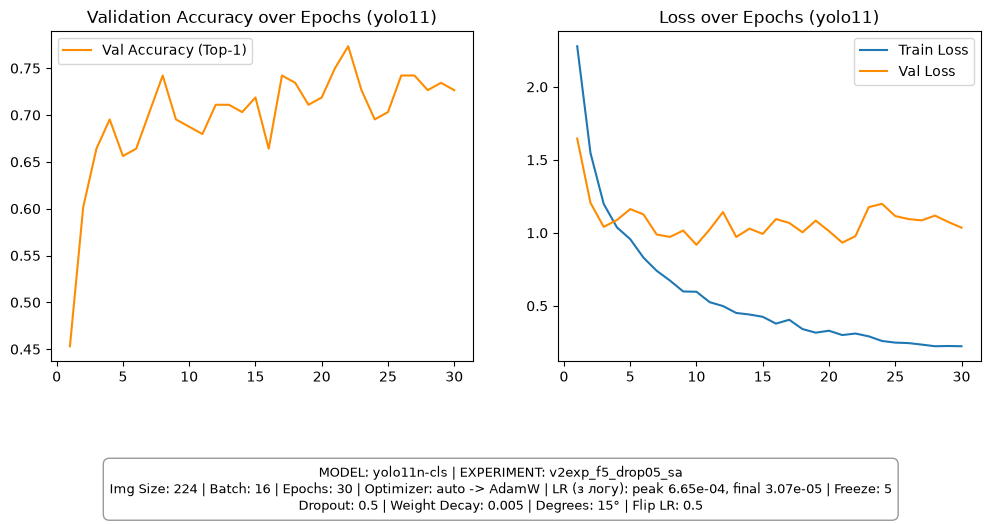 Validation Accuracy over Epochs (yolo11)
Val Accuracy (Top-1)
0.75
0.70
0.65
0.60
0.55
0.50
0.45
0 5 10 15 20 25 30
Loss over Epochs (yolo11)
Train Loss
Val Loss
2.0
1.5
1.0
0.5
0 5 10 15 20 25 30
MODEL: yolo11n-cls | EXPERIMENT: v2exp_f5_drop05_sa
Img Size: 224 | Batch: 16 | Epochs: 30 | Optimizer: auto -> AdamW | LR (з логу): peak 6.65e-04, final 3.07e-05 | Freeze: 5
Dropout: 0.5 | Weight Decay: 0.005 | Degrees: 15° | Flip LR: 0.5